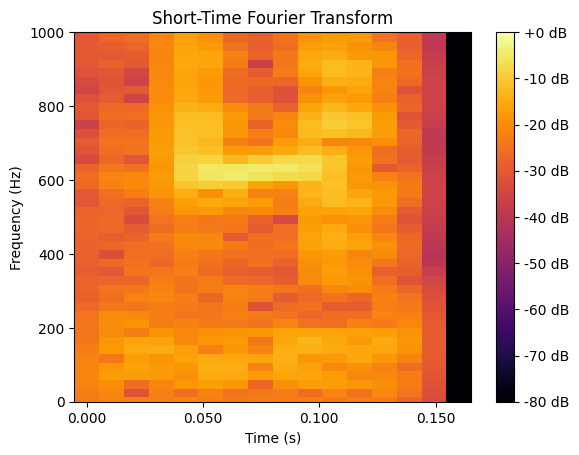 Short-Time Fourier Transform
1000
800
600
400
200
0
Frequency (Hz)
0.000
0.050
0.100
0.150
Time (s)
+0 dB
-10 dB
-20 dB
-30 dB
-40 dB
-50 dB
-60 dB
-70 dB
-80 dB